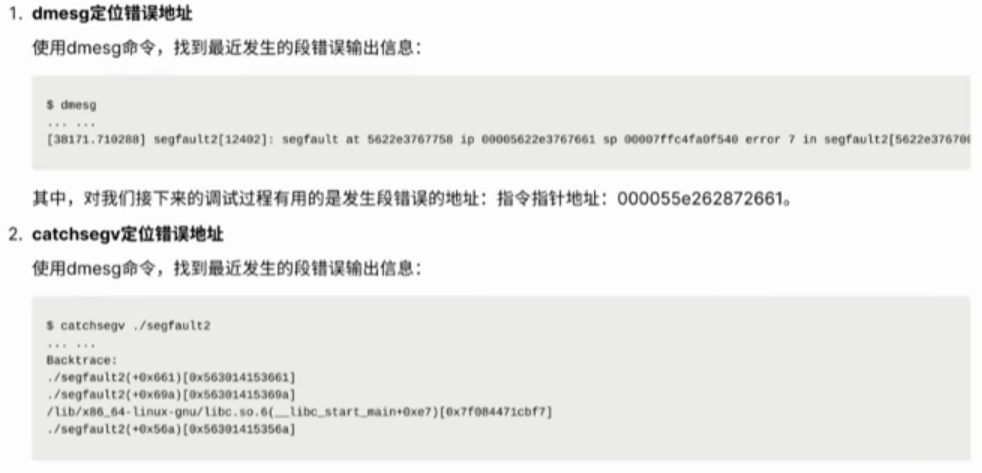 1. dmesg定位错误地址
使用dmesg命令，找到最近发生的段错误输出信息：
$ dmesg
... ...
[38171.710288] segfault2[12402]: segfault at 5622e3767758 ip 00005622e3767661 sp 00007ffc4fa0f540 error 7 in segfault2[5622e376700
其中，对我们接下来的调试过程有用的是发生段错误的地址：指令指针地址：000055e262872661。
2. catchsegv定位错误地址
使用dmesg命令，找到最近发生的段错误输出信息：
$ catchsegv ./segfault2
... ...
Backtrace:
./segfault2(+0x661)[0x563014153661]
./segfault2(+0x69a)[0x56301415369a]
/lib/x86_64-linux-gnu/libc.so.6(__libc_start_main+0xe7)[0x7f084471cbf7]
./segfault2(+0x56a)[0x56301415356a]